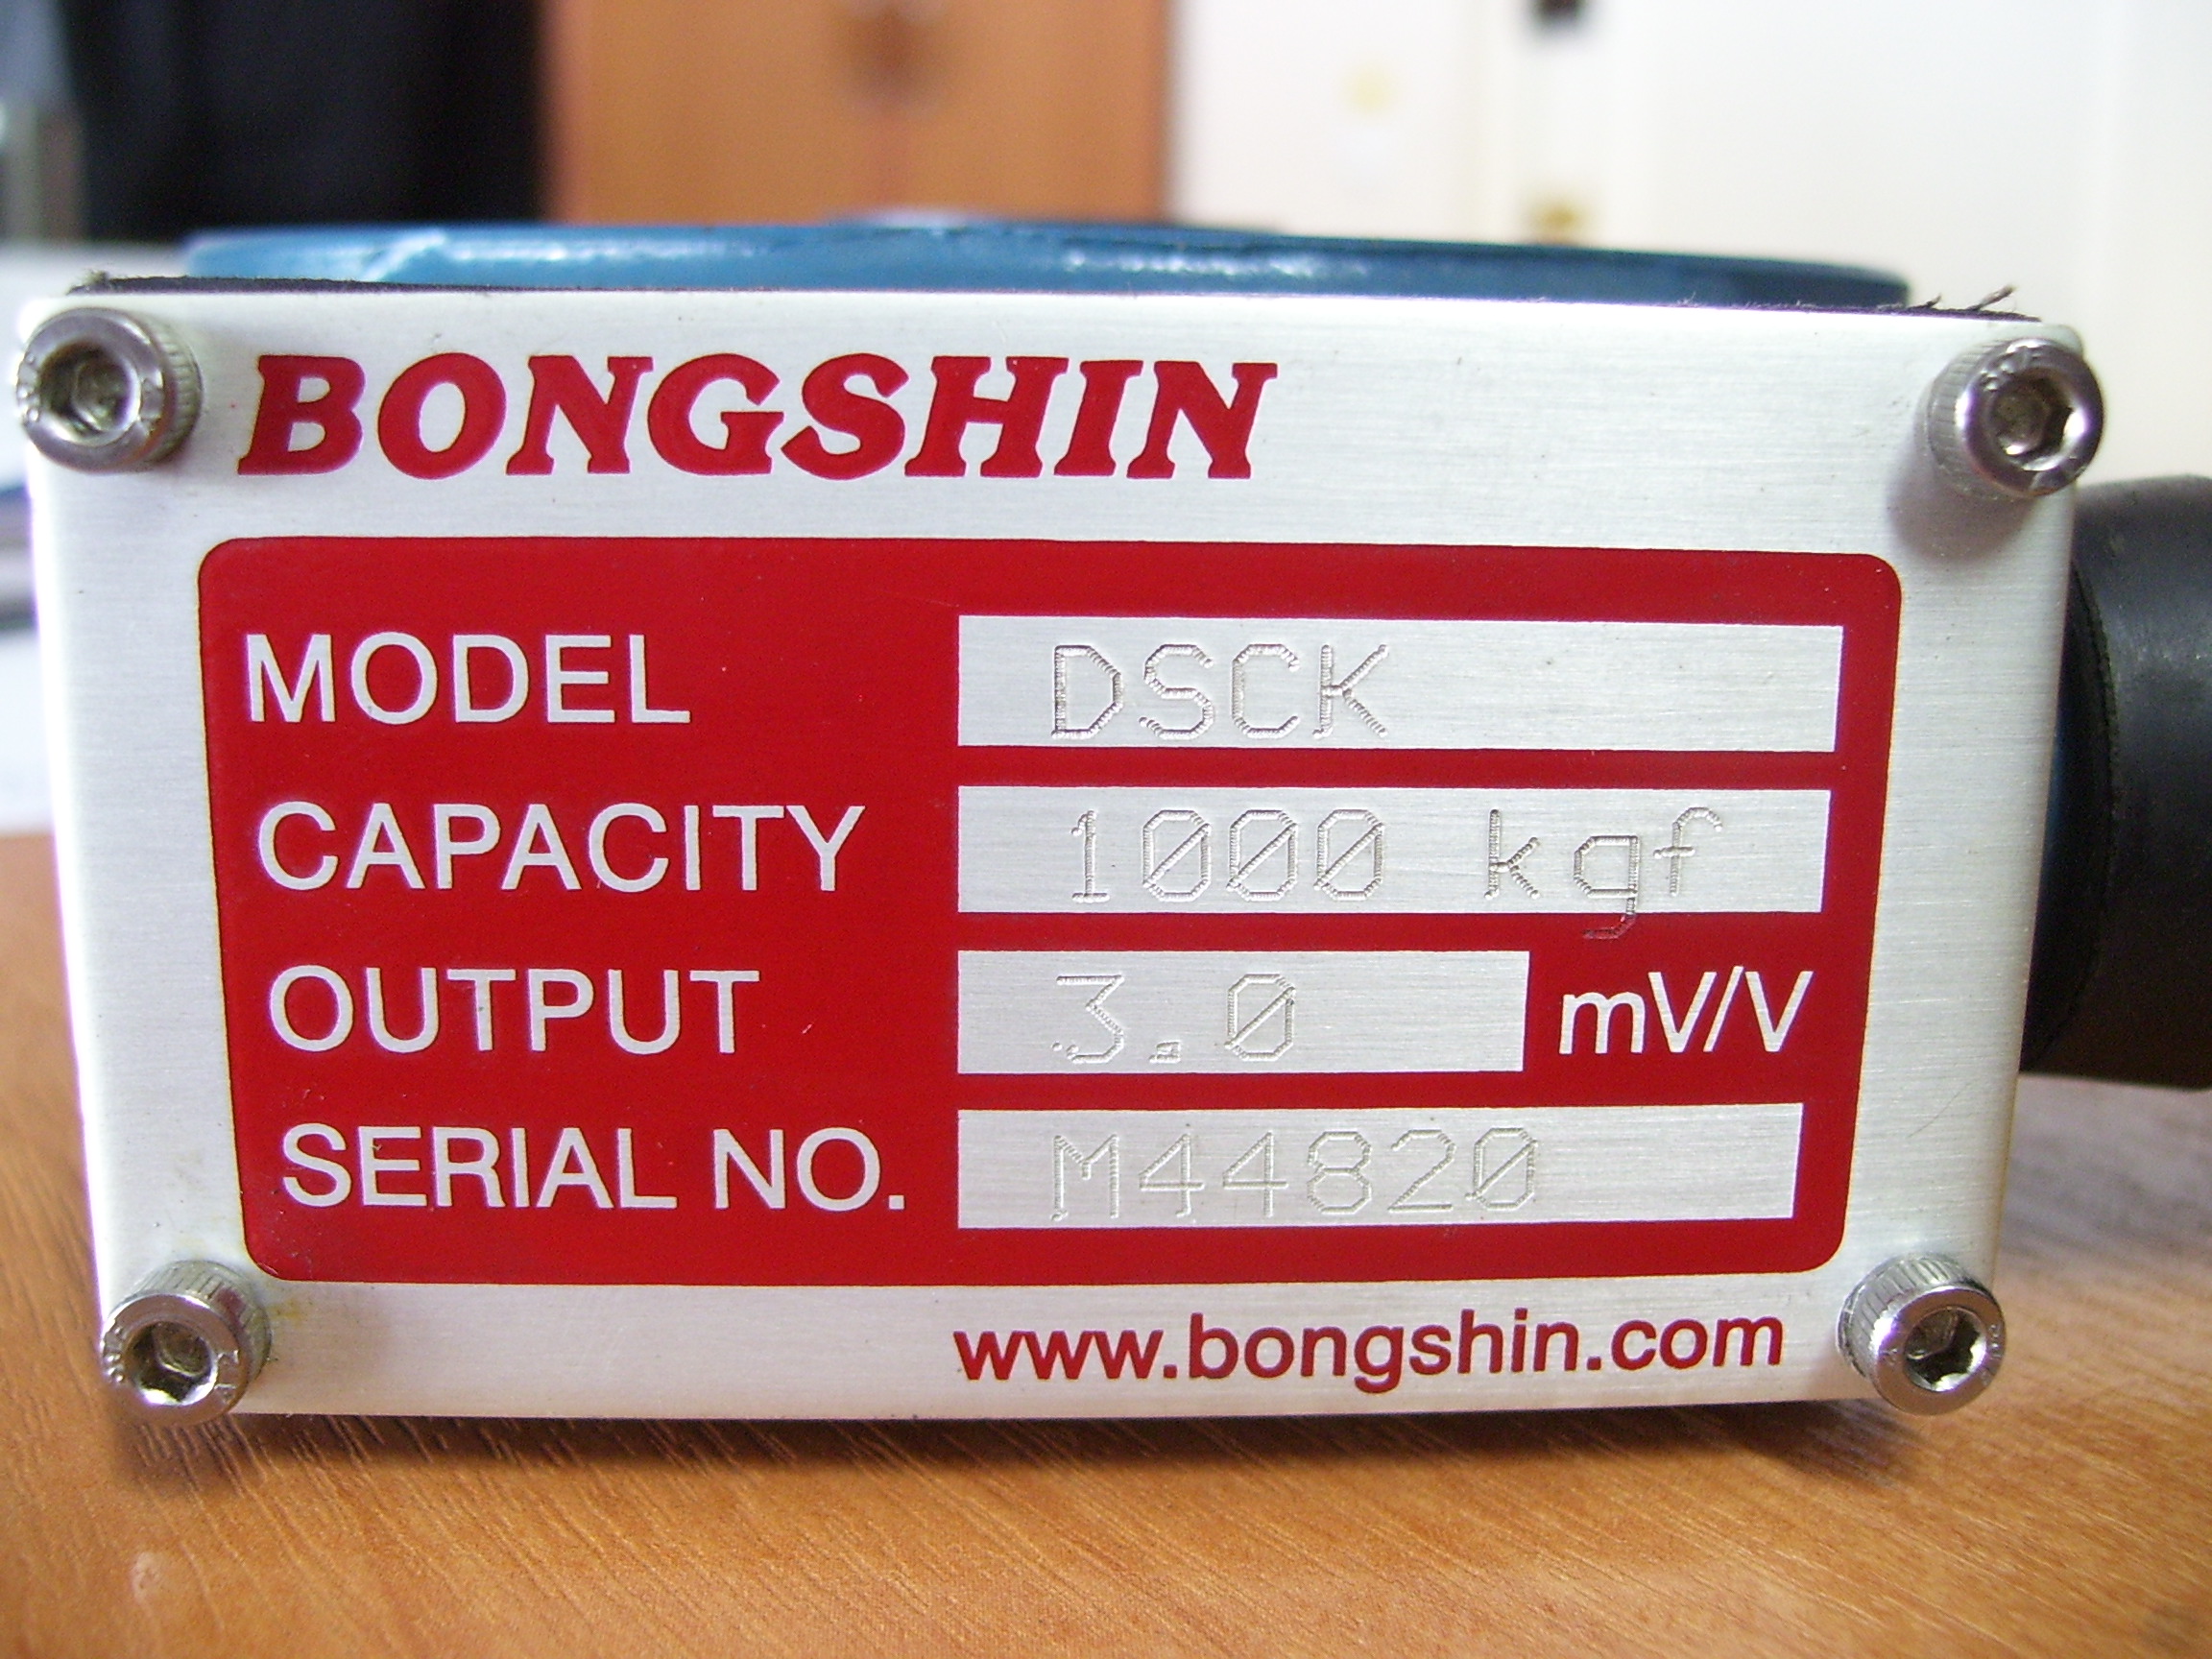 BONGSHIN
MODEL DSCK
CAPACITY 1000 kgf
OUTPUT 3.0 mV/V
SERIAL NO. M44820
www.bongshin.com